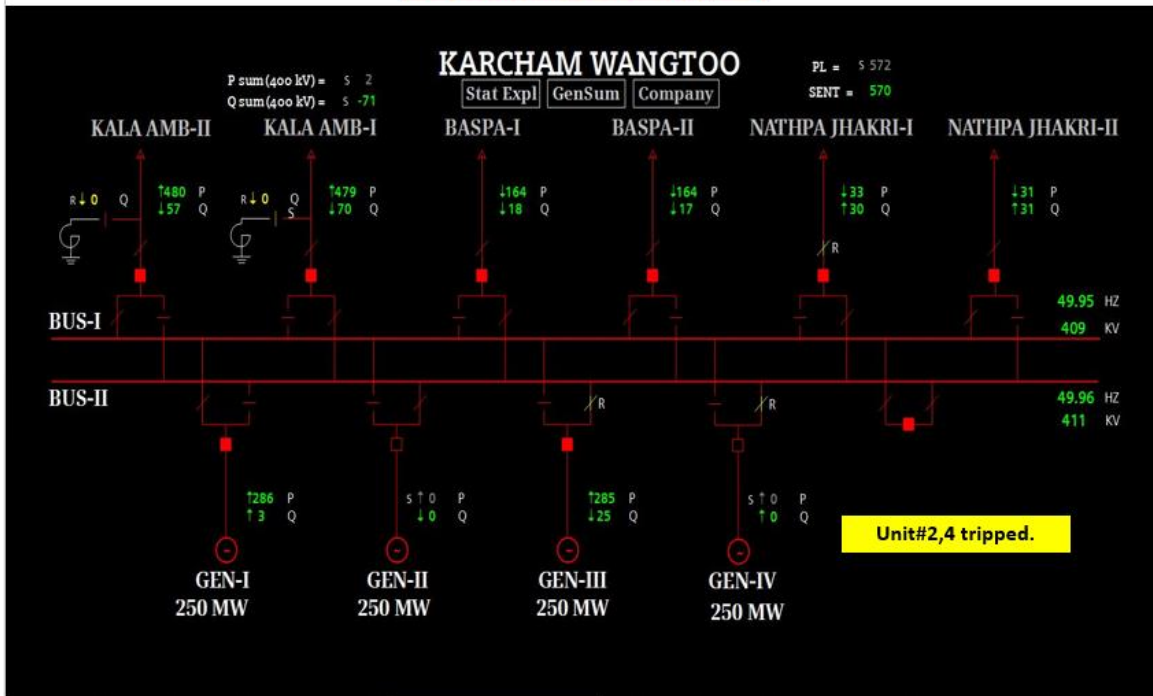 KARCHAM WANGTOO
P sum(400 kV) = S 2
Q sum(400 kV) = S -71
Stat Expl GenSum Company
PL = S 572
SENT = 570
KALA AMB-II KALA AMB-I BASPA-I BASPA-II NATHPA JHAKRI-I NATHPA JHAKRI-II
R ↓ 0 Q ↑480 P R ↓ 0 Q ↑479 P ↓164 P ↓164 P ↓33 P ↓31 P
↓57 Q S ↓70 Q ↓18 Q ↓17 Q ↑30 Q ↑31 Q
R
49.95 HZ
BUS-I
409 KV
BUS-II
49.96 HZ
R R
411 KV
↑286 P S ↑ 0 P ↑285 P S ↑ 0 P
↑ 3 Q ↓ 0 Q ↓25 Q ↑ 0 Q
Unit#2,4 tripped.
GEN-I GEN-II GEN-III GEN-IV
250 MW 250 MW 250 MW 250 MW